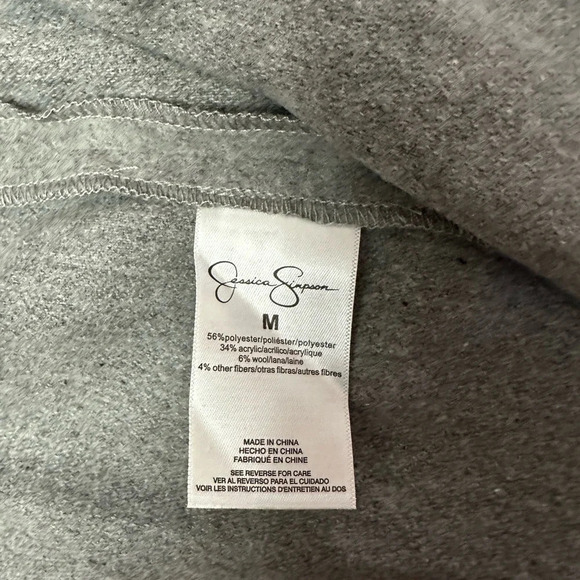 Jessica Simpson
M
56%polyester/poliéster/polyester
34% acrylic/acrílico/acrylique
6% wool/lana/laine
4% other fibers/otras fibras/autres fibres
MADE IN CHINA
HECHO EN CHINA
FABRIQUÉ EN CHINE
SEE REVERSE FOR CARE
VER AL REVERSO PARA EL CUIDADO
VOIR LES INSTRUCTIONS D'ENTRETIEN AU DOS